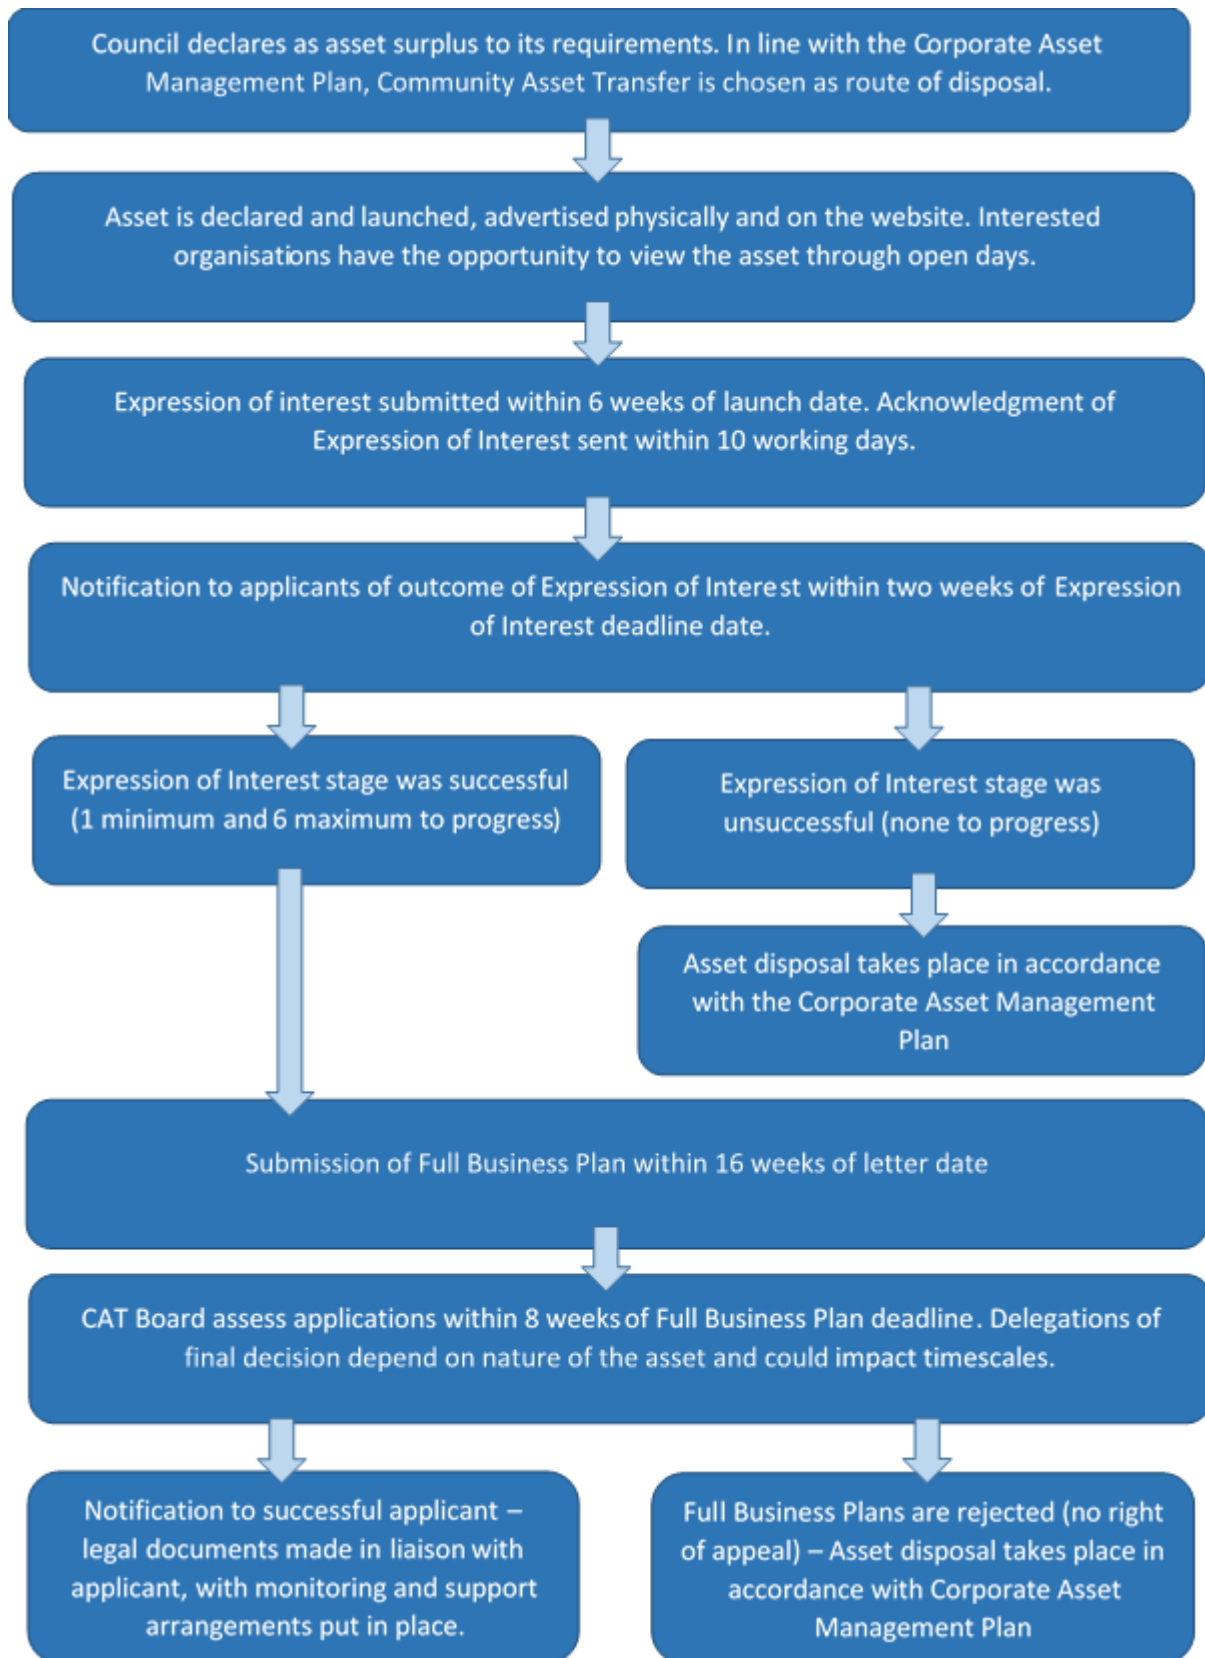 Council declares as asset surplus to its requirements. In line with the Corporate Asset
Management Plan, Community Asset Transfer is chosen as route of disposal.
Asset is declared and launched, advertised physically and on the website. Interested
organisations have the opportunity to view the asset through open days.
Expression of interest submitted within 6 weeks of launch date. Acknowledgment of
Expression of Interest sent within 10 working days.
Notification to applicants of outcome of Expression of Interest within two weeks of Expression
of Interest deadline date.
Expression of Interest stage was successful
(1 minimum and 6 maximum to progress)
Expression of Interest stage was
unsuccessful (none to progress)
Asset disposal takes place in accordance
with the Corporate Asset Management
Plan
Submission of Full Business Plan within 16 weeks of letter date
CAT Board assess applications within 8 weeks of Full Business Plan deadline. Delegations of
final decision depend on nature of the asset and could impact timescales.
Notification to successful applicant –
legal documents made in liaison with
applicant, with monitoring and support
arrangements put in place.
Full Business Plans are rejected (no right
of appeal) – Asset disposal takes place in
accordance with Corporate Asset
Management Plan